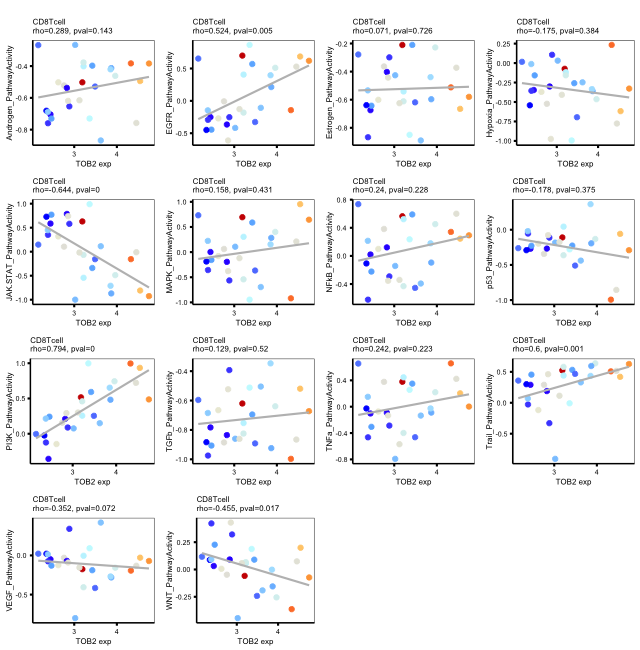 CD8Tcell
rho=0.289, pval=0.143
Androgen_PathwayActivity
-0.4
-0.6
-0.8
3
4
TOB2 exp
CD8Tcell
rho=0.524, pval=0.005
EGFR_PathwayActivity
0.5
0.0
-0.5
3
4
TOB2 exp
CD8Tcell
rho=0.071, pval=0.726
Estrogen_PathwayActivity
-0.2
-0.4
-0.6
-0.8
3
4
TOB2 exp
CD8Tcell
rho=-0.175, pval=0.384
Hypoxia_PathwayActivity
0.25
0.00
-0.25
-0.50
-0.75
-1.00
3
4
TOB2 exp
CD8Tcell
rho=-0.644, pval=0
JAK.STAT_PathwayActivity
1.0
0.5
0.0
-0.5
-1.0
3
4
TOB2 exp
CD8Tcell
rho=0.158, pval=0.431
MAPK_PathwayActivity
1.0
0.5
0.0
-0.5
-1.0
3
4
TOB2 exp
CD8Tcell
rho=0.24, pval=0.228
NFkB_PathwayActivity
0.8
0.4
0.0
-0.4
3
4
TOB2 exp
CD8Tcell
rho=-0.178, pval=0.375
p53_PathwayActivity
0.0
-0.5
-1.0
3
4
TOB2 exp
CD8Tcell
rho=0.794, pval=0
PI3K_PathwayActivity
1.0
0.5
0.0
3
4
TOB2 exp
CD8Tcell
rho=0.129, pval=0.52
TGFb_PathwayActivity
-0.4
-0.6
-0.8
-1.0
3
4
TOB2 exp
CD8Tcell
rho=0.242, pval=0.223
TNFa_PathwayActivity
0.4
0.0
-0.4
-0.8
3
4
TOB2 exp
CD8Tcell
rho=0.6, pval=0.001
Trail_PathwayActivity
0.5
0.0
-0.5
3
4
TOB2 exp
CD8Tcell
rho=-0.352, pval=0.072
VEGF_PathwayActivity
0.0
-0.5
3
4
TOB2 exp
CD8Tcell
rho=-0.455, pval=0.017
WNT_PathwayActivity
0.25
0.00
-0.25
3
4
TOB2 exp